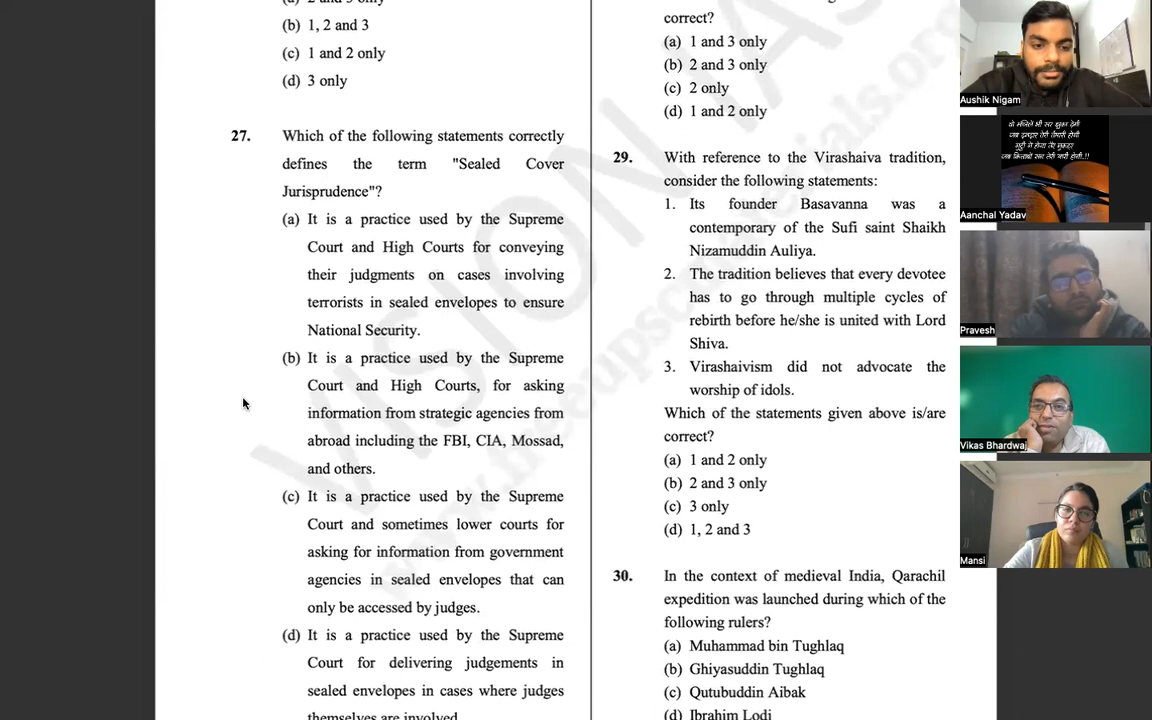 (b) 1, 2 and 3
(c) 1 and 2 only
(d) 3 only
27. Which of the following statements correctly
defines the term "Sealed Cover
Jurisprudence"?
(a) It is a practice used by the Supreme
Court and High Courts for conveying
their judgments on cases involving
terrorists in sealed envelopes to ensure
National Security.
(b) It is a practice used by the Supreme
Court and High Courts, for asking
information from strategic agencies from
abroad including the FBI, CIA, Mossad,
and others.
(c) It is a practice used by the Supreme
Court and sometimes lower courts for
asking for information from government
agencies in sealed envelopes that can
only be accessed by judges.
(d) It is a practice used by the Supreme
Court for delivering judgements in
sealed envelopes in cases where judges
themselves are involved.
correct?
(a) 1 and 3 only
(b) 2 and 3 only
(c) 2 only
(d) 1 and 2 only
29. With reference to the Virashaiva tradition,
consider the following statements:
1. Its founder Basavanna was a
contemporary of the Sufi saint Shaikh
Nizamuddin Auliya.
2. The tradition believes that every devotee
has to go through multiple cycles of
rebirth before he/she is united with Lord
Shiva.
3. Virashaivism did not advocate the
worship of idols.
Which of the statements given above is/are
correct?
(a) 1 and 2 only
(b) 2 and 3 only
(c) 3 only
(d) 1, 2 and 3
30. In the context of medieval India, Qarachil
expedition was launched during which of the
following rulers?
(a) Muhammad bin Tughlaq
(b) Ghiyasuddin Tughlaq
(c) Qutubuddin Aibak
(d) Ibrahim Lodi
VISION IAS
Aushik Nigam
Aanchal Yadav
Pravesh
Vikas Bhardwaj
Mansi